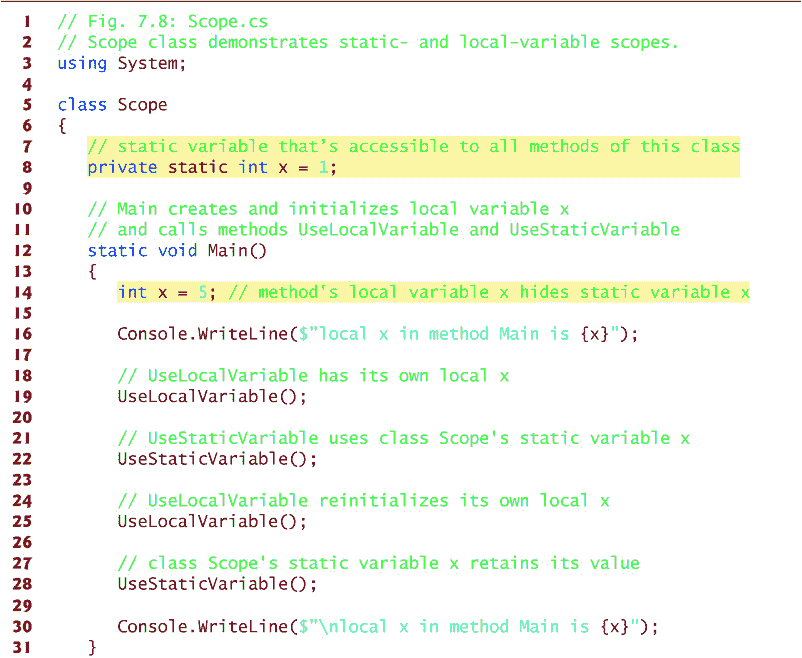 1 // Fig. 7.8: Scope.cs
2 // Scope class demonstrates static- and local-variable scopes.
3 using System;
4
5 class Scope
6 {
7 // static variable that’s accessible to all methods of this class
8 private static int x = 1;
9
10 // Main creates and initializes local variable x
11 // and calls methods UseLocalVariable and UseStaticVariable
12 static void Main()
13 {
14 int x = 5; // method's local variable x hides static variable x
15
16 Console.WriteLine($”local x in method Main is {x}");
17
18 // UseLocalVariable has its own local x
19 UseLocalVariable();
20
21 // UseStaticVariable uses class Scope's static variable x
22 UseStaticVariable();
23
24 // UseLocalVariable reinitializes its own local x
25 UseLocalVariable();
26
27 // class Scope's static variable x retains its value
28 UseStaticVariable();
29
30 Console.WriteLine($”\nlocal x in method Main is {x}");
31 }